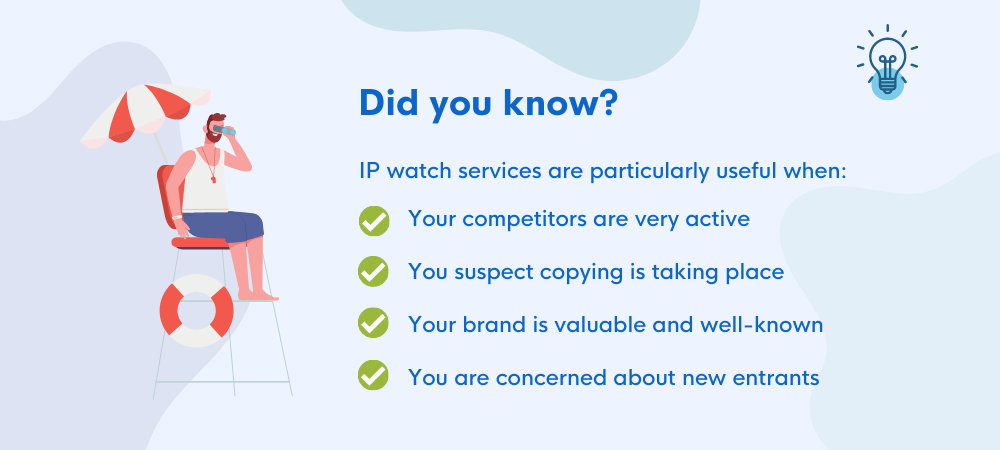 Did you know?
IP watch services are particularly useful when:
Your competitors are very active
You suspect copying is taking place
Your brand is valuable and well-known
You are concerned about new entrants